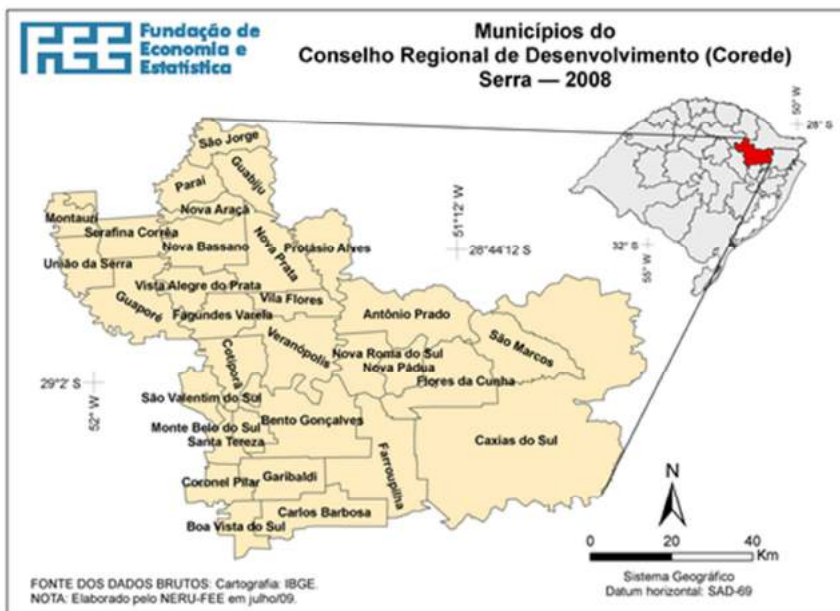 FEE
Fundação de
Economia e
Estatística
Municípios do
Conselho Regional de Desenvolvimento (Corede)
Serra — 2008
50° W
28° S
São Jorge
Guabiju
Paraí
Nova Araçá
Montauri
Serafina Corrêa
Nova Bassano
Nova Prata
Protásio Alves
51°12' W
28°44'12 S
32° S
55° W
União da Serra
Vista Alegre do Prata
Guaporé
Fagundes Varela
Vila Flores
Antônio Prado
São Marcos
Veranópolis
Cotiporã
Nova Roma do Sul
Nova Pádua
Flores da Cunha
29°2' S
52° W
São Valentim do Sul
Bento Gonçalves
Monte Belo do Sul
Santa Tereza
Caxias do Sul
Farroupilha
Coronel Pilar
Garibaldi
Carlos Barbosa
Boa Vista do Sul
N
0 20 40
Km
FONTE DOS DADOS BRUTOS: Cartografia: IBGE.
NOTA: Elaborado pelo NERU-FEE em julho/09.
Sistema Geográfico
Datum horizontal: SAD-69